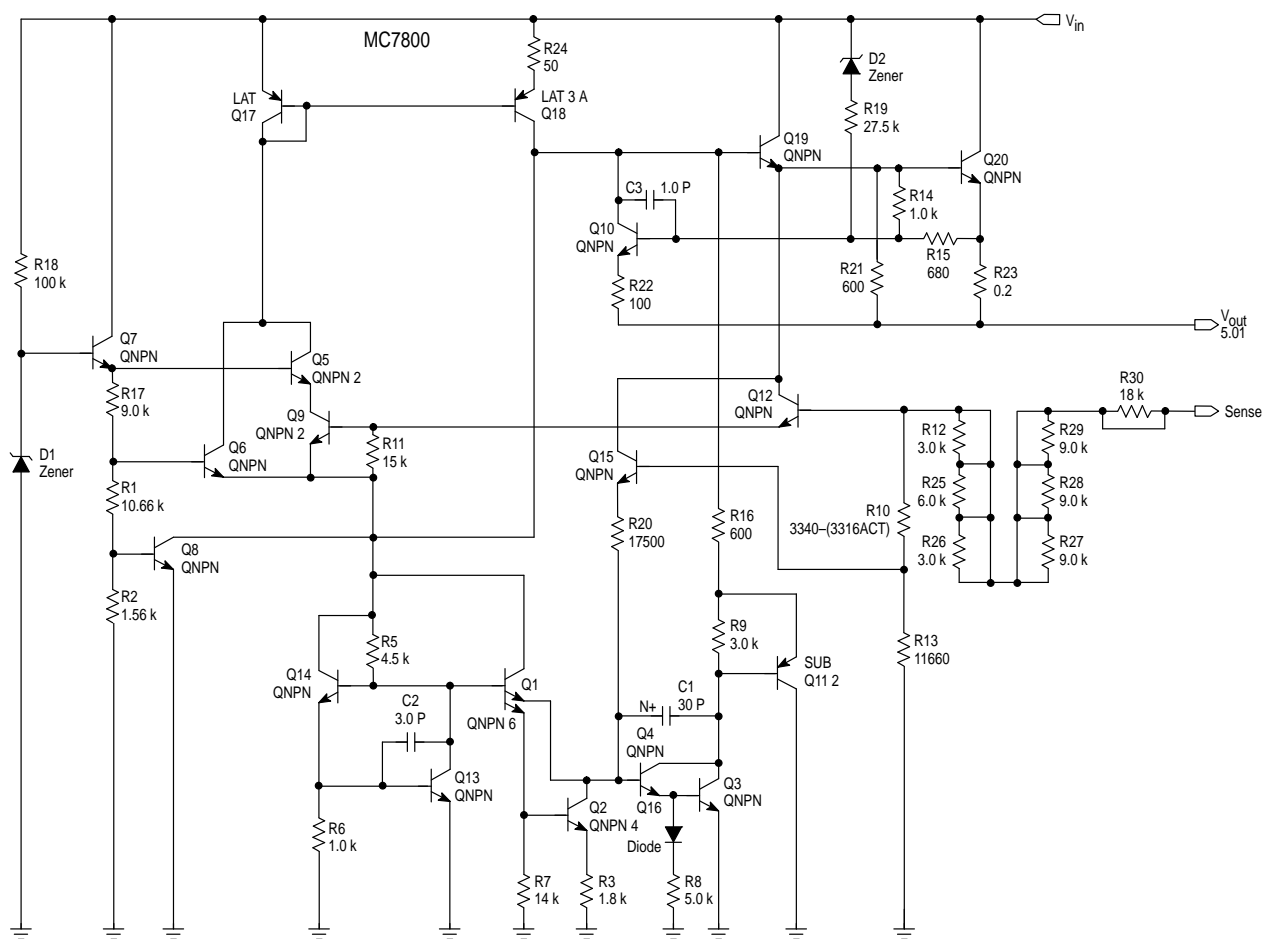 MC7800
Vin
R24
50
D2
Zener
LAT
Q17
LAT 3 A
Q18
R19
27.5 k
Q19
QNPN
Q20
QNPN
C3
1.0 P
R14
1.0 k
Q10
QNPN
R15
680
R18
100 k
R21
600
R23
0.2
R22
100
Vout
5.01
Q7
QNPN
Q5
QNPN 2
R17
9.0 k
R30
18 k
Sense
Q12
QNPN
Q9
QNPN 2
R11
15 k
R12
3.0 k
R29
9.0 k
Q6
QNPN
Q15
QNPN
D1
Zener
R1
10.66 k
R25
6.0 k
R28
9.0 k
R20
17500
R16
600
R10
3340–(3316ACT)
Q8
QNPN
R26
3.0 k
R27
9.0 k
R2
1.56 k
R5
4.5 k
R9
3.0 k
R13
11660
Q14
QNPN
Q1
QNPN 6
SUB
Q11 2
C2
3.0 P
N+
C1
30 P
Q4
QNPN
Q13
QNPN
Q2
QNPN 4
Q16
Q3
QNPN
R6
1.0 k
Diode
R7
14 k
R3
1.8 k
R8
5.0 k